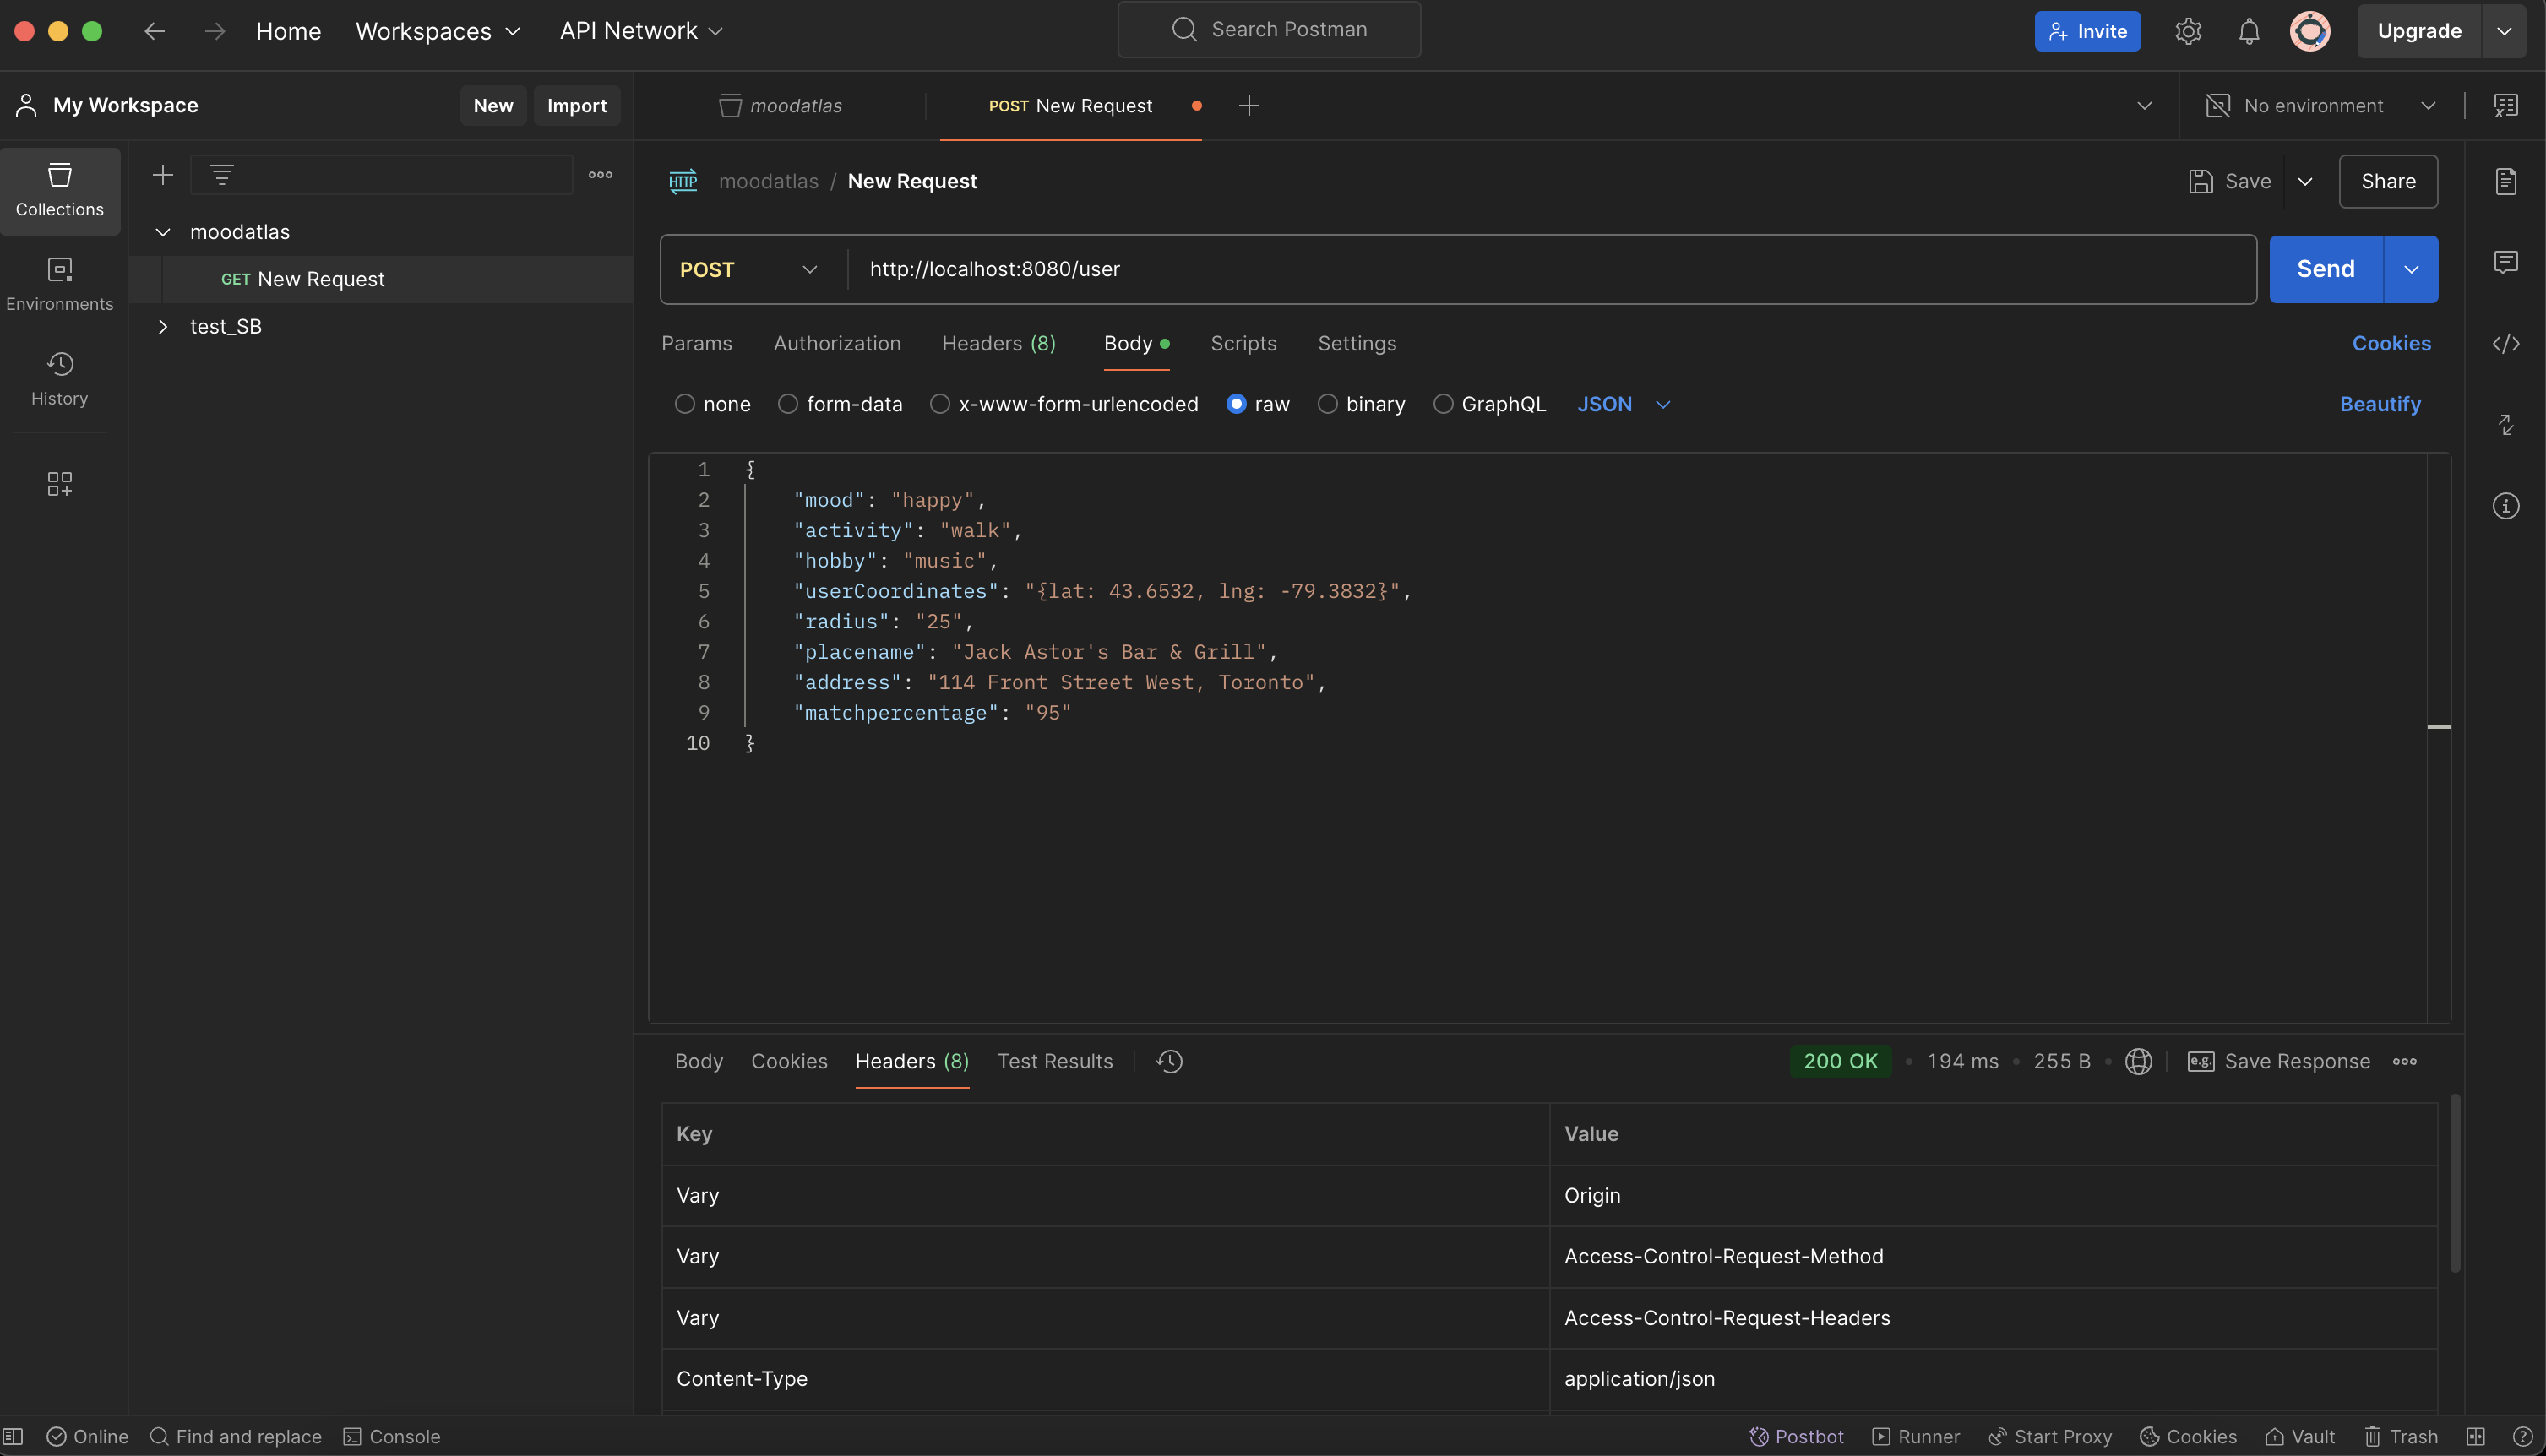 Home Workspaces API Network Search Postman Invite Upgrade
My Workspace New Import moodatlas POST New Request No environment
Collections
Environments
History
moodatlas
GET New Request
test_SB
HTTP moodatlas / New Request Save Share
POST http://localhost:8080/user Send
Params Authorization Headers (8) Body Scripts Settings Cookies
none form-data x-www-form-urlencoded raw binary GraphQL JSON Beautify
1 {
2 "mood": "happy",
3 "activity": "walk",
4 "hobby": "music",
5 "userCoordinates": "{lat: 43.6532, lng: -79.3832}",
6 "radius": "25",
7 "placename": "Jack Astor's Bar & Grill",
8 "address": "114 Front Street West, Toronto",
9 "matchpercentage": "95"
10 }
Body Cookies Headers (8) Test Results 200 OK • 194 ms • 255 B • e.g. Save Response
Key Value
Vary Origin
Vary Access-Control-Request-Method
Vary Access-Control-Request-Headers
Content-Type application/json
Online Find and replace Console Postbot Runner Start Proxy Cookies Vault Trash